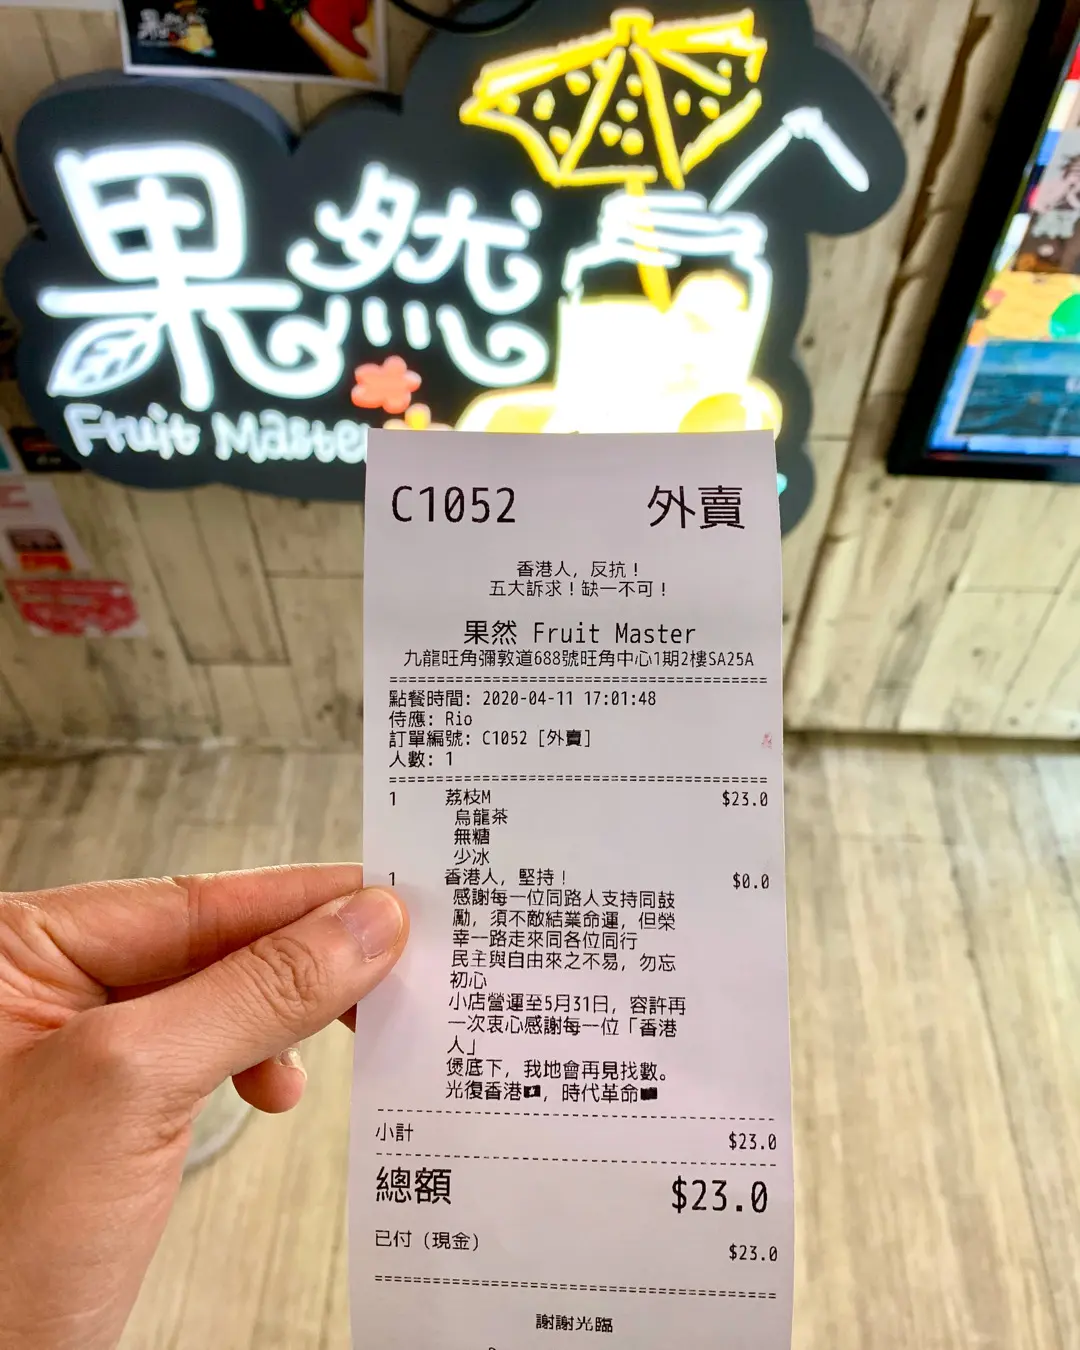 果然
Fruit Master
C1052 外賣
香港人，反抗！
五大訴求！缺一不可！
果然 Fruit Master
九龍旺角彌敦道688號旺角中心1期2樓SA25A
點餐時間: 2020-04-11 17:01:48
侍應: Rio
訂單編號: C1052 [外賣]
人數: 1
1 荔枝M $23.0
烏龍茶
無糖
少冰
1 香港人，堅持！ $0.0
感謝每一位同路人支持同鼓
勵，須不敵結業命運，但榮
幸一路走來同各位同行
民主與自由來之不易，勿忘
初心
小店營運至5月31日，容許再
一次衷心感謝每一位「香港
人」
煲底下，我地會再見找數。
光復香港，時代革命
小計 $23.0
總額 $23.0
已付（現金） $23.0
謝謝光臨